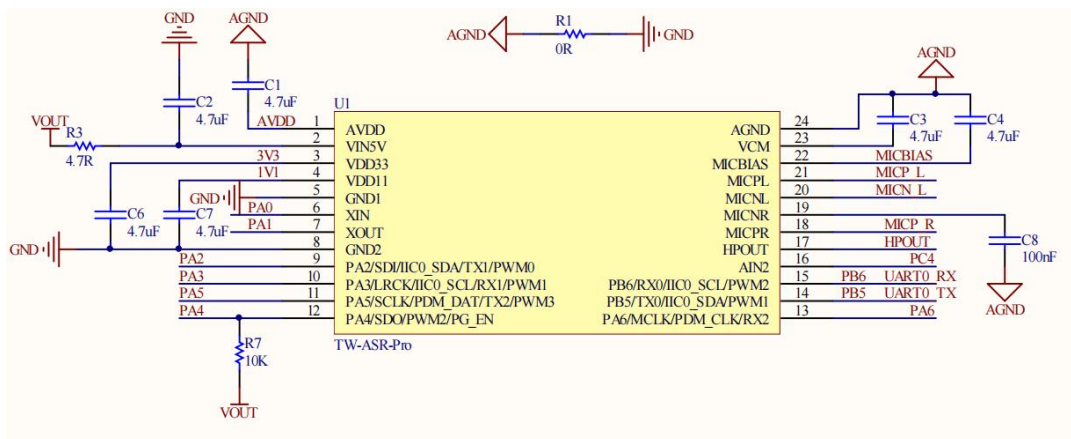 GND
AGND
C2
4.7uF
C1
4.7uF
AGND
R1
0R
GND
AGND
C3
4.7uF
C4
4.7uF
VOUT
R3
4.7R
U1
AVDD 1 AVDD
2 VIN5V
3V3 3 VDD33
1V1 4 VDD11
GND 5 GND1
PA0 6 XIN
PA1 7 XOUT
8 GND2
PA2 9 PA2/SDI/IIC0_SDA/TX1/PWM0
PA3 10 PA3/LRCK/IIC0_SCL/RX1/PWM1
PA5 11 PA5/SCLK/PDM_DAT/TX2/PWM3
PA4 12 PA4/SDO/PWM2/PG_EN
C6
4.7uF
C7
4.7uF
GND
AGND 24
VCM 23
MICBIAS 22 MICBIAS
MICPL 21 MICP_L
MICNL 20 MICN_L
MICNR 19
MICPR 18 MICP_R
HPOUT 17 HPOUT
AIN2 16 PC4
PB6/RX0/IIC0_SCL/PWM2 15 PB6 UART0_RX
PB5/TX0/IIC0_SDA/PWM1 14 PB5 UART0_TX
PA6/MCLK/PDM_CLK/RX2 13 PA6
C8
100nF
AGND
TW-ASR-Pro
R7
10K
VOUT